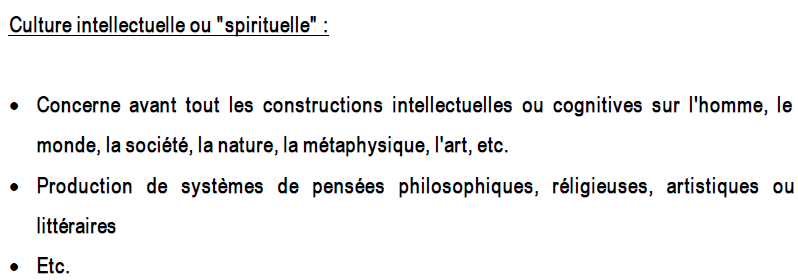 Culture intellectuelle ou "spirituelle" :
• Concerne avant tout les constructions intellectuelles ou cognitives sur l'homme, le
monde, la société, la nature, la métaphysique, l'art, etc.
• Production de systèmes de pensées philosophiques, réligieuses, artistiques ou
littéraires
• Etc.